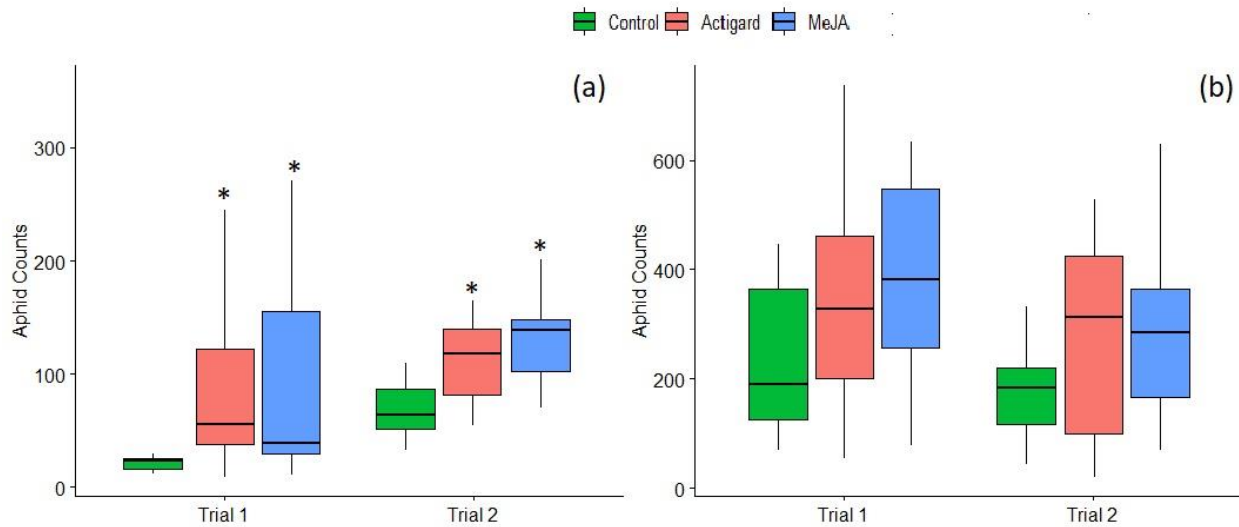 Control Actigard MeJA
(a)
Aphid Counts
300
200
100
0
* * * *
Trial 1 Trial 2
(b)
Aphid Counts
600
400
200
0
Trial 1 Trial 2